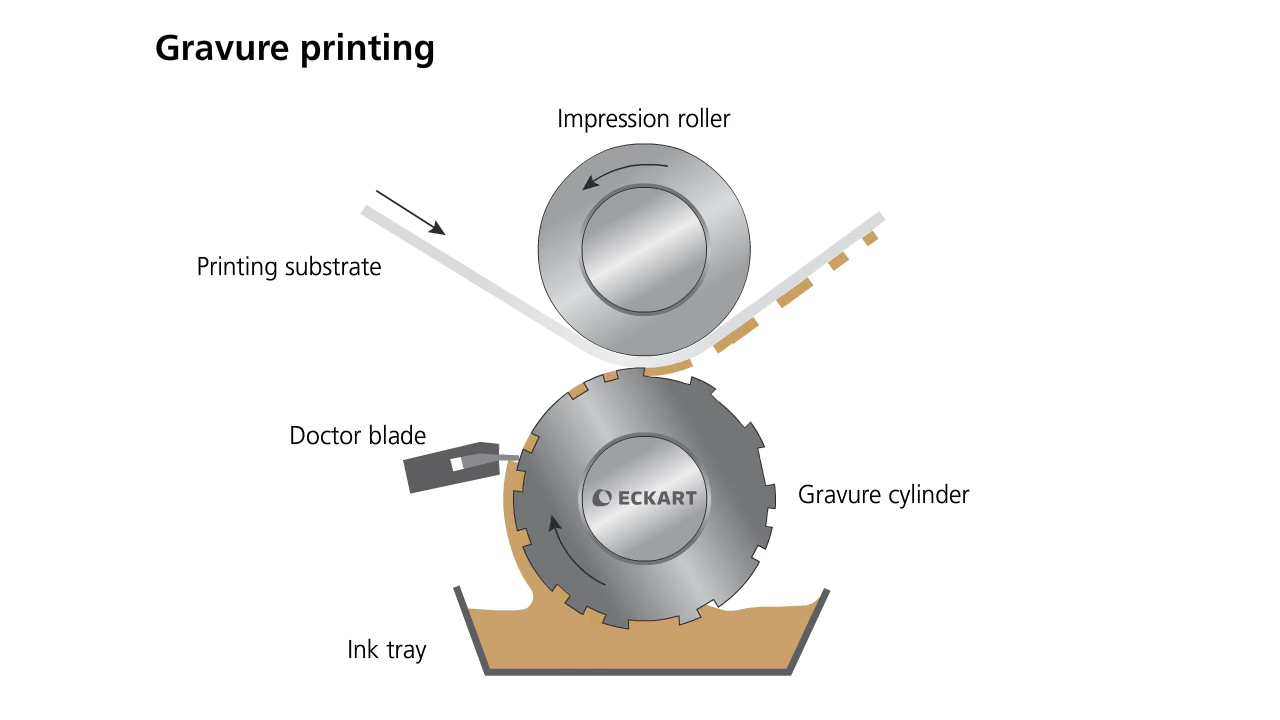 Gravure printing
Impression roller
Printing substrate
Doctor blade
ECKART
Gravure cylinder
Ink tray